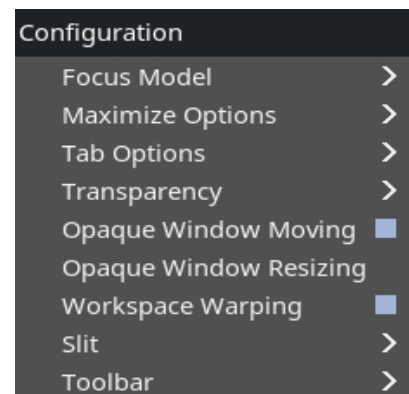 Configuration
Focus Model
Maximize Options
Tab Options
Transparency
Opaque Window Moving
Opaque Window Resizing
Workspace Warping
Slit
Toolbar